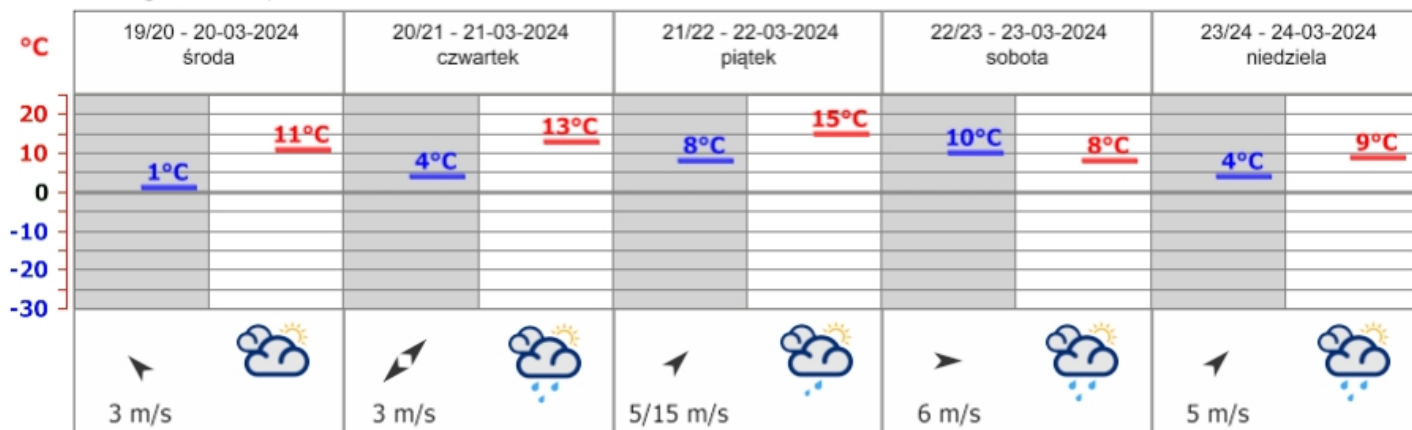 °C
19/20 - 20-03-2024
środa
20/21 - 21-03-2024
czwartek
21/22 - 22-03-2024
piątek
22/23 - 23-03-2024
sobota
23/24 - 24-03-2024
niedziela
20
10
0
-10
-20
-30
1°C
11°C
4°C
13°C
8°C
15°C
10°C
8°C
4°C
9°C
3 m/s
3 m/s
5/15 m/s
6 m/s
5 m/s